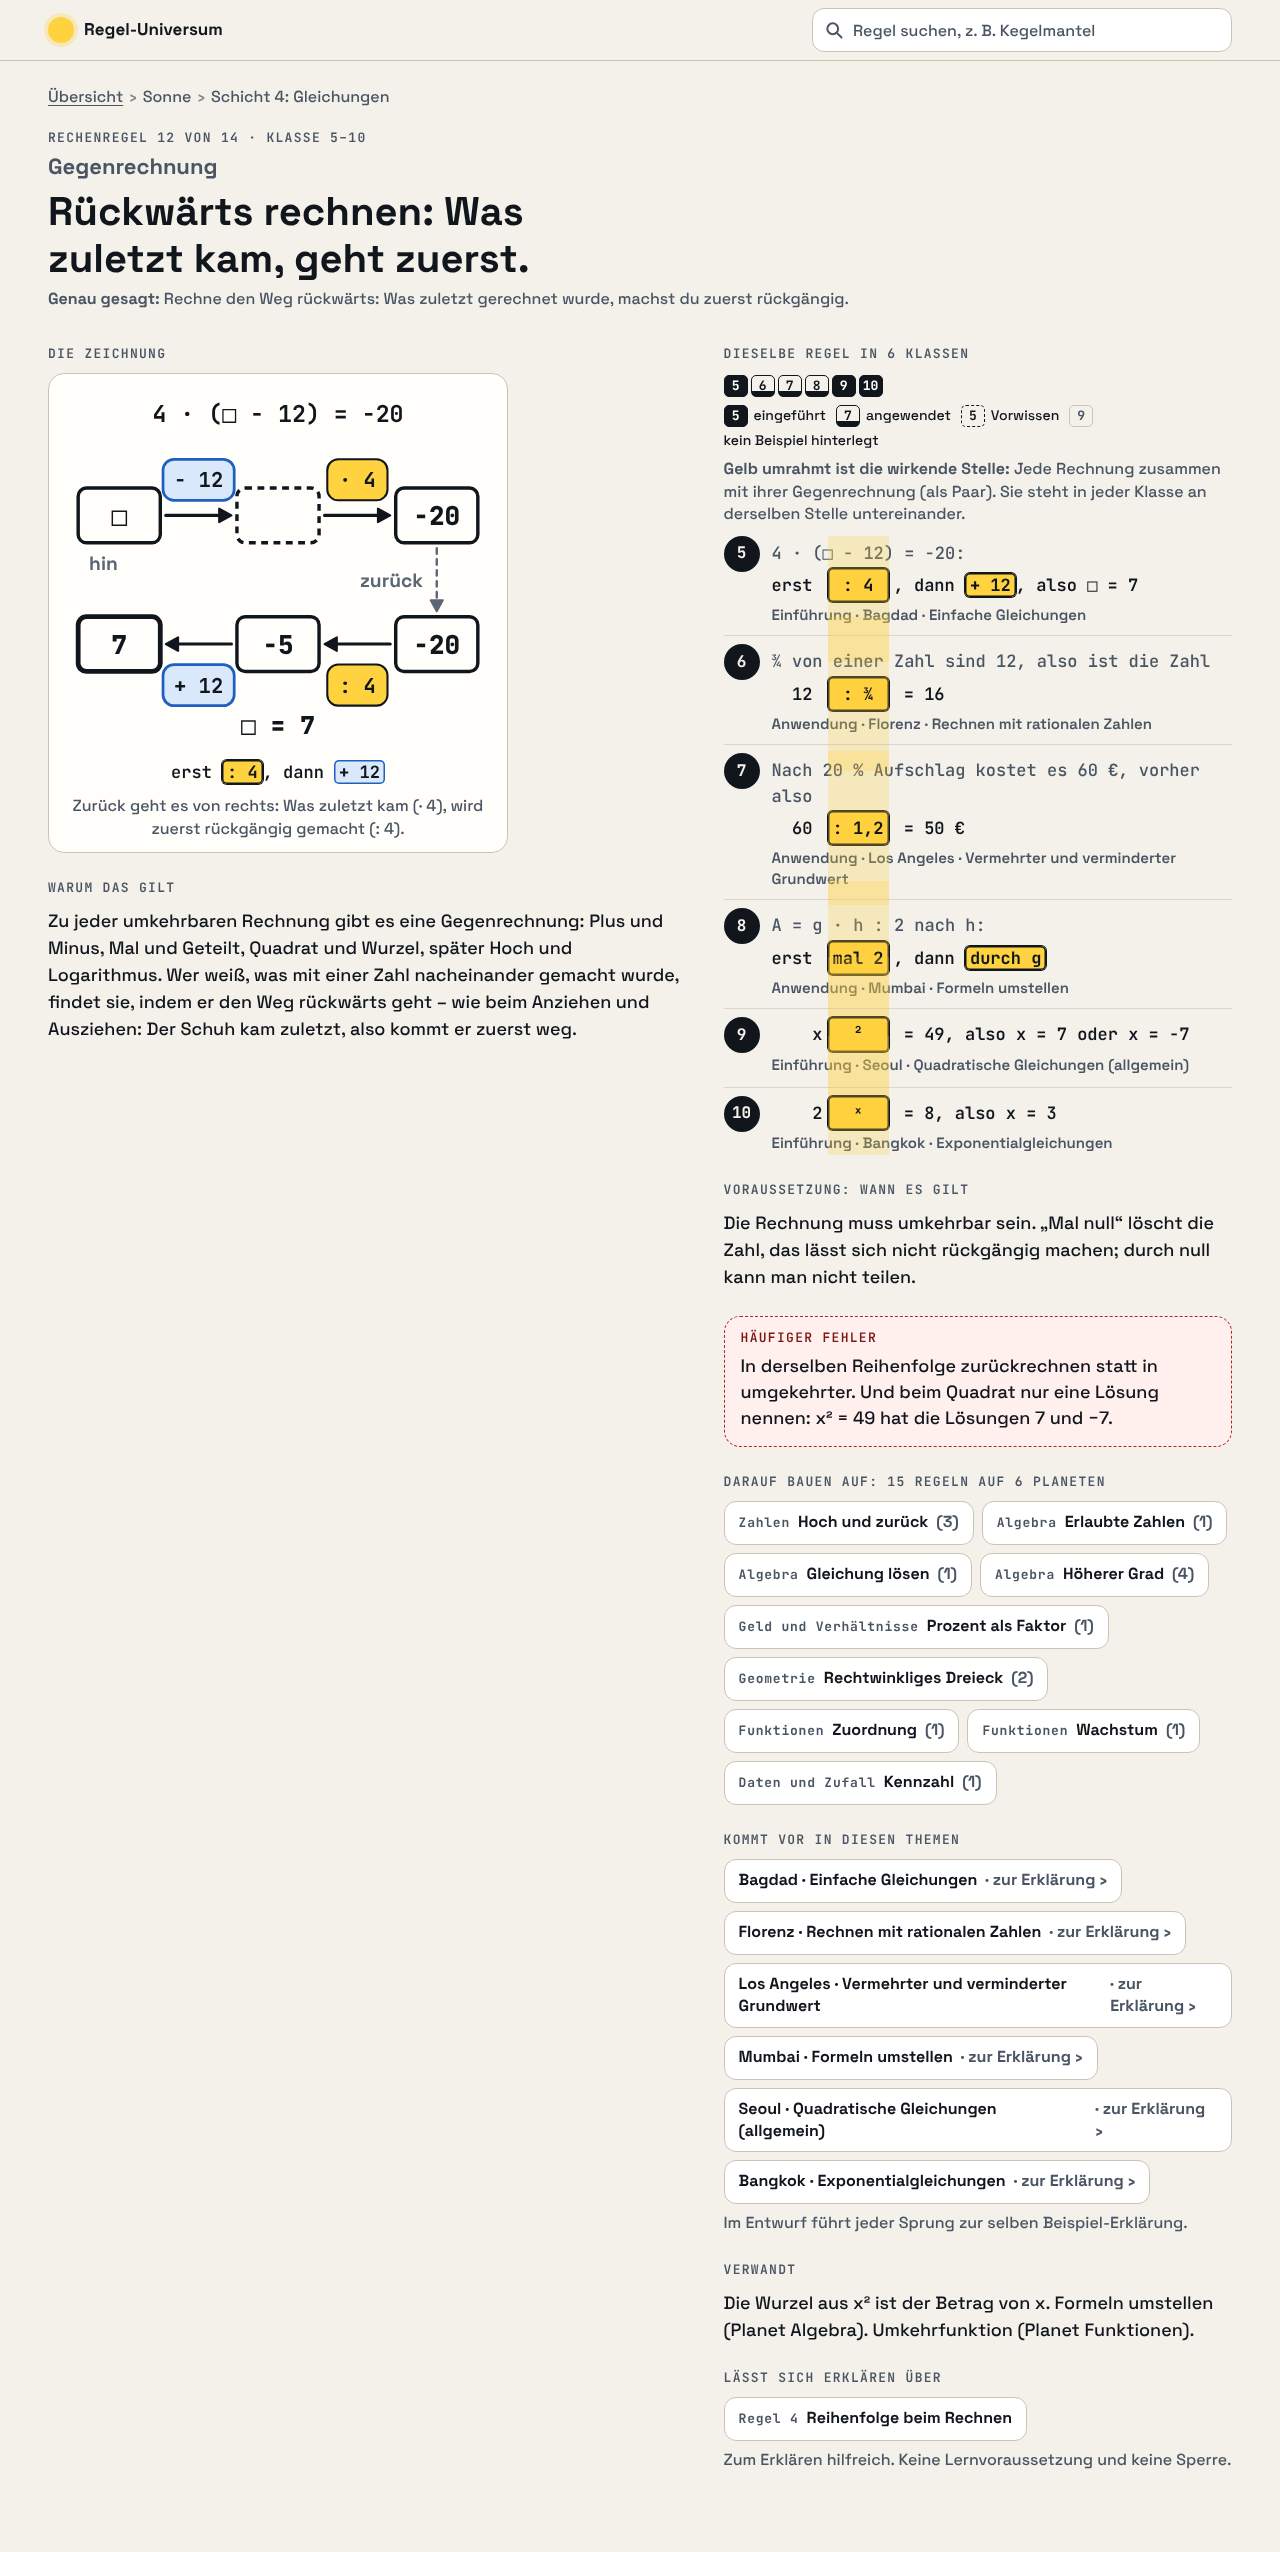 Regel-Universum
Regel suchen, z. B. Kegelmantel
Übersicht > Sonne > Schicht 4: Gleichungen
RECHENREGEL 12 VON 14 · KLASSE 5–10
Gegenrechnung
Rückwärts rechnen: Was
zuletzt kam, geht zuerst.
Genau gesagt: Rechne den Weg rückwärts: Was zuletzt gerechnet wurde, machst du zuerst rückgängig.
DIE ZEICHNUNG
4 · (□ - 12) = -20
- 12 · 4
□ -20
hin
zurück
7 -5 -20
+ 12 : 4
□ = 7
erst : 4, dann + 12
Zurück geht es von rechts: Was zuletzt kam (· 4), wird
zuerst rückgängig gemacht (: 4).
WARUM DAS GILT
Zu jeder umkehrbaren Rechnung gibt es eine Gegenrechnung: Plus und
Minus, Mal und Geteilt, Quadrat und Wurzel, später Hoch und
Logarithmus. Wer weiß, was mit einer Zahl nacheinander gemacht wurde,
findet sie, indem er den Weg rückwärts geht – wie beim Anziehen und
Ausziehen: Der Schuh kam zuletzt, also kommt er zuerst weg.
DIESELBE REGEL IN 6 KLASSEN
5 6 7 8 9 10
5 eingeführt 7 angewendet 5 Vorwissen 9
kein Beispiel hinterlegt
Gelb umrahmt ist die wirkende Stelle: Jede Rechnung zusammen
mit ihrer Gegenrechnung (als Paar). Sie steht in jeder Klasse an
derselben Stelle untereinander.
5 4 · (□ - 12) = -20:
erst : 4 , dann + 12, also □ = 7
Einführung · Bagdad · Einfache Gleichungen
6 ¾ von einer Zahl sind 12, also ist die Zahl
12 : ¾ = 16
Anwendung · Florenz · Rechnen mit rationalen Zahlen
7 Nach 20 % Aufschlag kostet es 60 €, vorher
also
60 : 1,2 = 50 €
Anwendung · Los Angeles · Vermehrter und verminderter
Grundwert
8 A = g · h : 2 nach h:
erst mal 2 , dann durch g
Anwendung · Mumbai · Formeln umstellen
9 x ² = 49, also x = 7 oder x = -7
Einführung · Seoul · Quadratische Gleichungen (allgemein)
10 2 ˣ = 8, also x = 3
Einführung · Bangkok · Exponentialgleichungen
VORAUSSETZUNG: WANN ES GILT
Die Rechnung muss umkehrbar sein. „Mal null“ löscht die
Zahl, das lässt sich nicht rückgängig machen; durch null
kann man nicht teilen.
HÄUFIGER FEHLER
In derselben Reihenfolge zurückrechnen statt in
umgekehrter. Und beim Quadrat nur eine Lösung
nennen: x² = 49 hat die Lösungen 7 und −7.
DARAUF BAUEN AUF: 15 REGELN AUF 6 PLANETEN
Zahlen Hoch und zurück (3) Algebra Erlaubte Zahlen (1)
Algebra Gleichung lösen (1) Algebra Höherer Grad (4)
Geld und Verhältnisse Prozent als Faktor (1)
Geometrie Rechtwinkliges Dreieck (2)
Funktionen Zuordnung (1) Funktionen Wachstum (1)
Daten und Zufall Kennzahl (1)
KOMMT VOR IN DIESEN THEMEN
Bagdad · Einfache Gleichungen · zur Erklärung >
Florenz · Rechnen mit rationalen Zahlen · zur Erklärung >
Los Angeles · Vermehrter und verminderter · zur
Grundwert Erklärung >
Mumbai · Formeln umstellen · zur Erklärung >
Seoul · Quadratische Gleichungen · zur Erklärung
(allgemein) >
Bangkok · Exponentialgleichungen · zur Erklärung >
Im Entwurf führt jeder Sprung zur selben Beispiel-Erklärung.
VERWANDT
Die Wurzel aus x² ist der Betrag von x. Formeln umstellen
(Planet Algebra). Umkehrfunktion (Planet Funktionen).
LÄSST SICH ERKLÄREN ÜBER
Regel 4 Reihenfolge beim Rechnen
Zum Erklären hilfreich. Keine Lernvoraussetzung und keine Sperre.